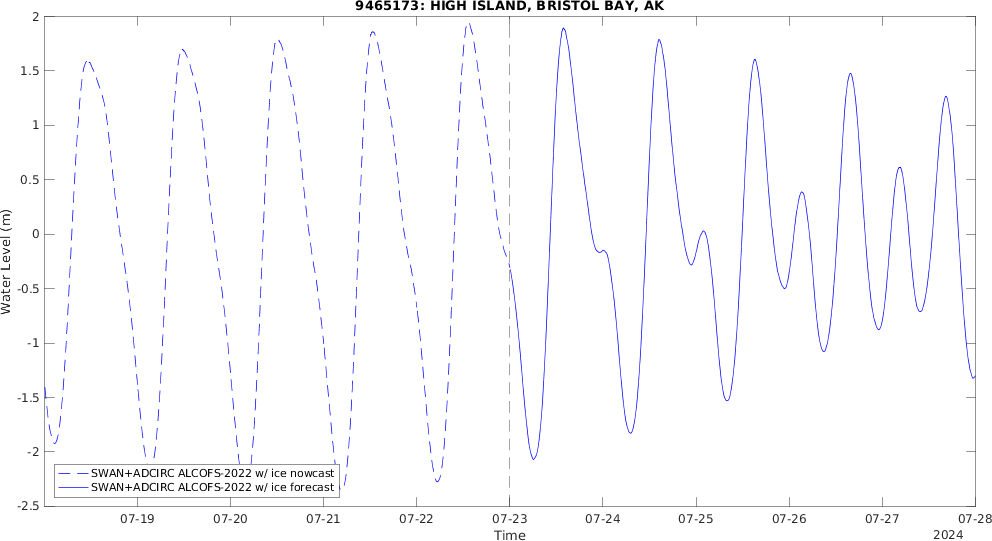 9465173: HIGH ISLAND, BRISTOL BAY, AK
2
1.5
1
0.5
0
-0.5
-1
-1.5
-2
-2.5
Water Level (m)
SWAN+ADCIRC ALCOFS-2022 w/ ice nowcast
SWAN+ADCIRC ALCOFS-2022 w/ ice forecast
07-19 07-20 07-21 07-22 07-23 07-24 07-25 07-26 07-27 07-28
Time
2024